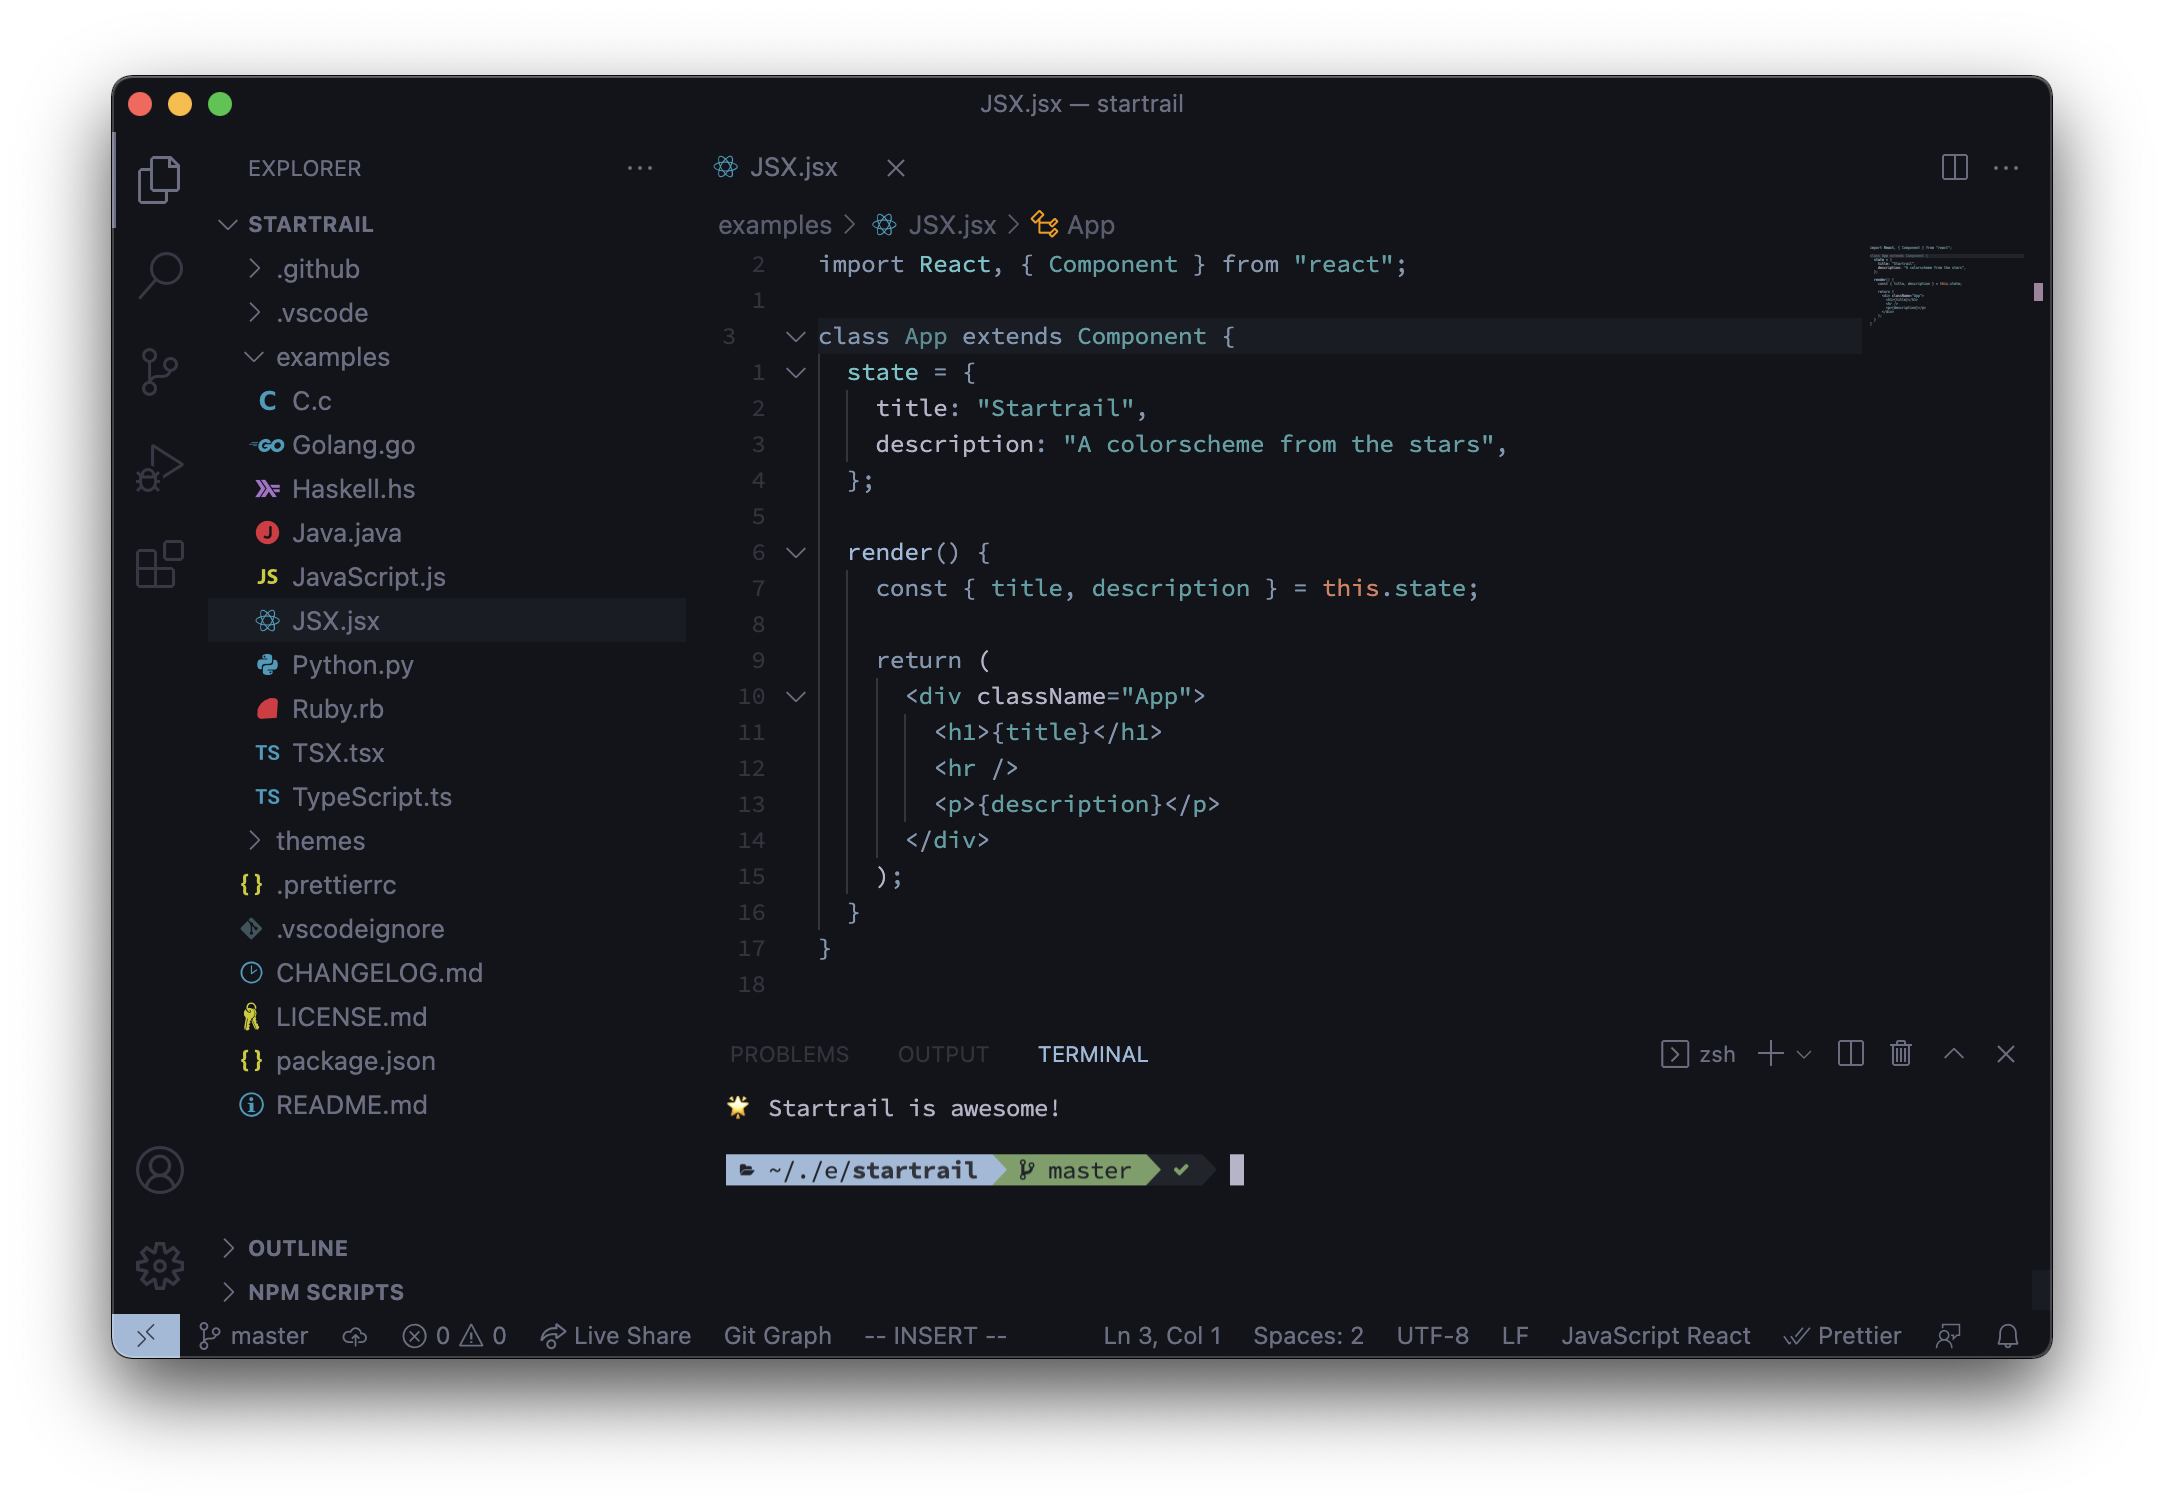 JSX.jsx — startrail
EXPLORER
STARTRAIL
.github
.vscode
examples
C C.c
GO Golang.go
Haskell.hs
J Java.java
JS JavaScript.js
JSX.jsx
Python.py
Ruby.rb
TS TSX.tsx
TS TypeScript.ts
themes
{} .prettierrc
.vscodeignore
CHANGELOG.md
LICENSE.md
{} package.json
README.md
OUTLINE
NPM SCRIPTS
JSX.jsx
examples > JSX.jsx > App
2 import React, { Component } from "react";
1
3 class App extends Component {
1 state = {
2 title: "Startrail",
3 description: "A colorscheme from the stars",
4 };
5
6 render() {
7 const { title, description } = this.state;
8
9 return (
10 <div className="App">
11 <h1>{title}</h1>
12 <hr />
13 <p>{description}</p>
14 </div>
15 );
16 }
17 }
18
PROBLEMS OUTPUT TERMINAL zsh
🌟 Startrail is awesome!
~/./e/startrail master ✔
master 0 0 Live Share Git Graph -- INSERT -- Ln 3, Col 1 Spaces: 2 UTF-8 LF JavaScript React Prettier